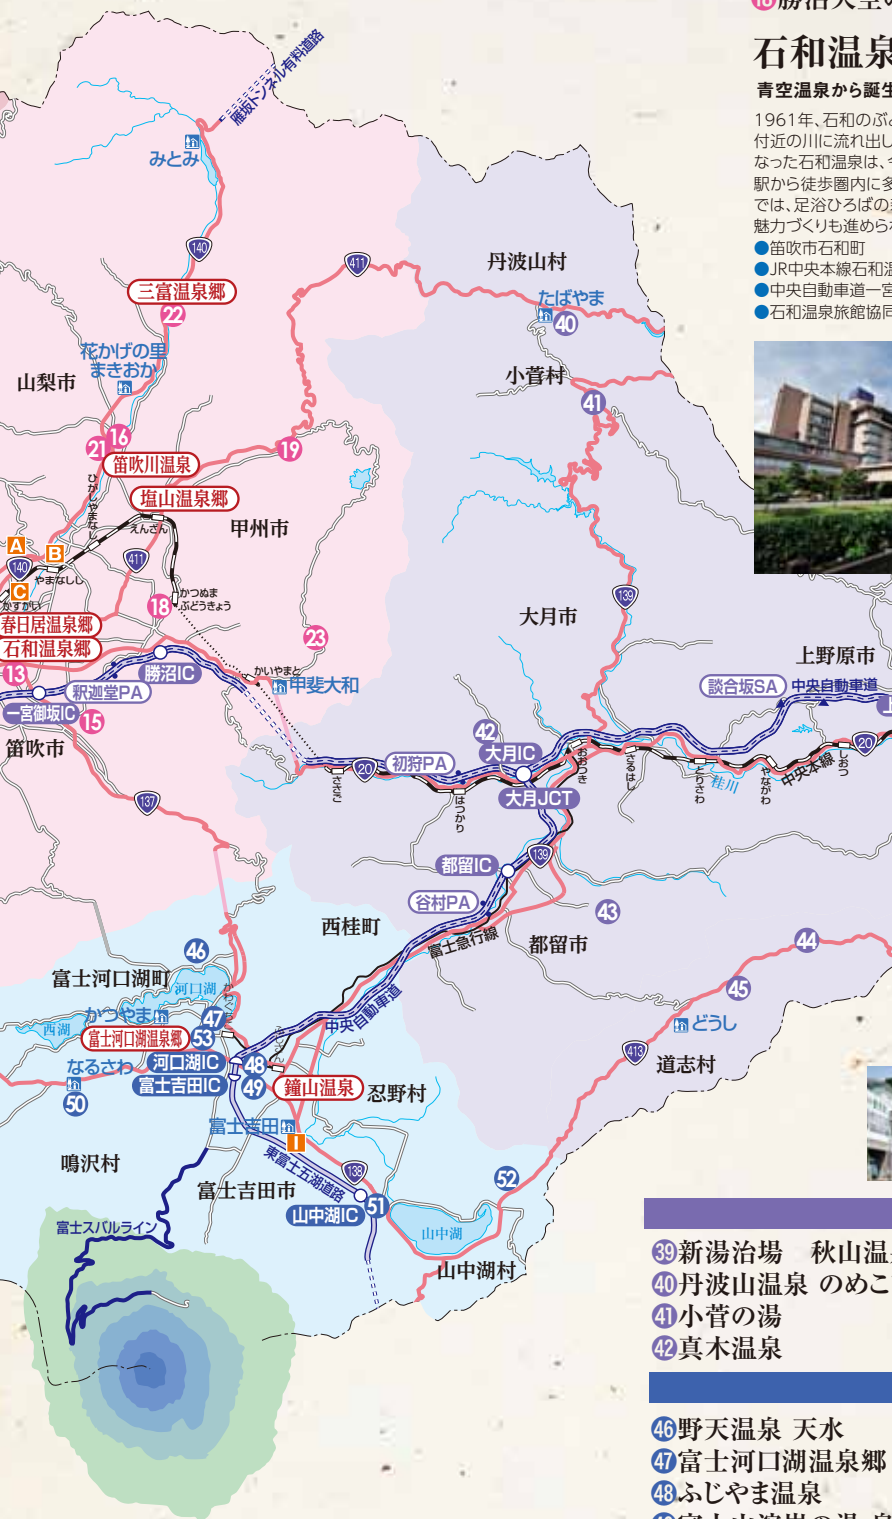 石和温泉
青空温泉から誕生
1961年、石和のぶ
付近の川に流れ出し
なった石和温泉は、
駅から徒歩圏内に多
では、足浴ひろばの
魅力づくりも進められ
●笛吹市石和町
●JR中央本線石和温
●中央自動車道一宮
●石和温泉旅館協同
雁坂トンネル有料道路
みとみ
140
411
丹波山村
三富温泉郷
22
たばやま
40
花かげの里
まきおか
山梨市
小菅村
41
21
16
19
笛吹川温泉
ひがしやまなし
塩山温泉郷
えんざん
甲州市
A
B
140
やまなしし
411
C
かすがい
かつぬま
ぶどうきょう
18
139
大月市
春日居温泉郷
23
石和温泉郷
上野原市
13
勝沼IC
かいやまと
甲斐大和
談合坂SA
中央自動車道
釈迦堂PA
一宮御坂IC
15
笛吹市
42
大月IC
初狩PA
20
ささご
はつかり
おおつき
さるはし
とりさわ
桂川
やながわ
中央本線
しおつ
20
大月JCT
137
都留IC
139
谷村PA
43
西桂町
富士急行線
都留市
44
46
富士河口湖町
河口湖
45
かつやま
47
西湖
富士河口湖温泉郷
53
中央自動車道
どうし
河口湖IC
48
413
道志村
なるさわ
富士吉田IC
49
鐘山温泉
忍野村
50
富士吉田
I
鳴沢村
東富士五湖道路
138
52
富士吉田市
51
山中湖IC
富士スバルライン
山中湖
山中湖村
39新湯治場 秋山温
40丹波山温泉 のめこ
41小菅の湯
42真木温泉
46野天温泉 天水
47富士河口湖温泉郷
48ふじやま温泉